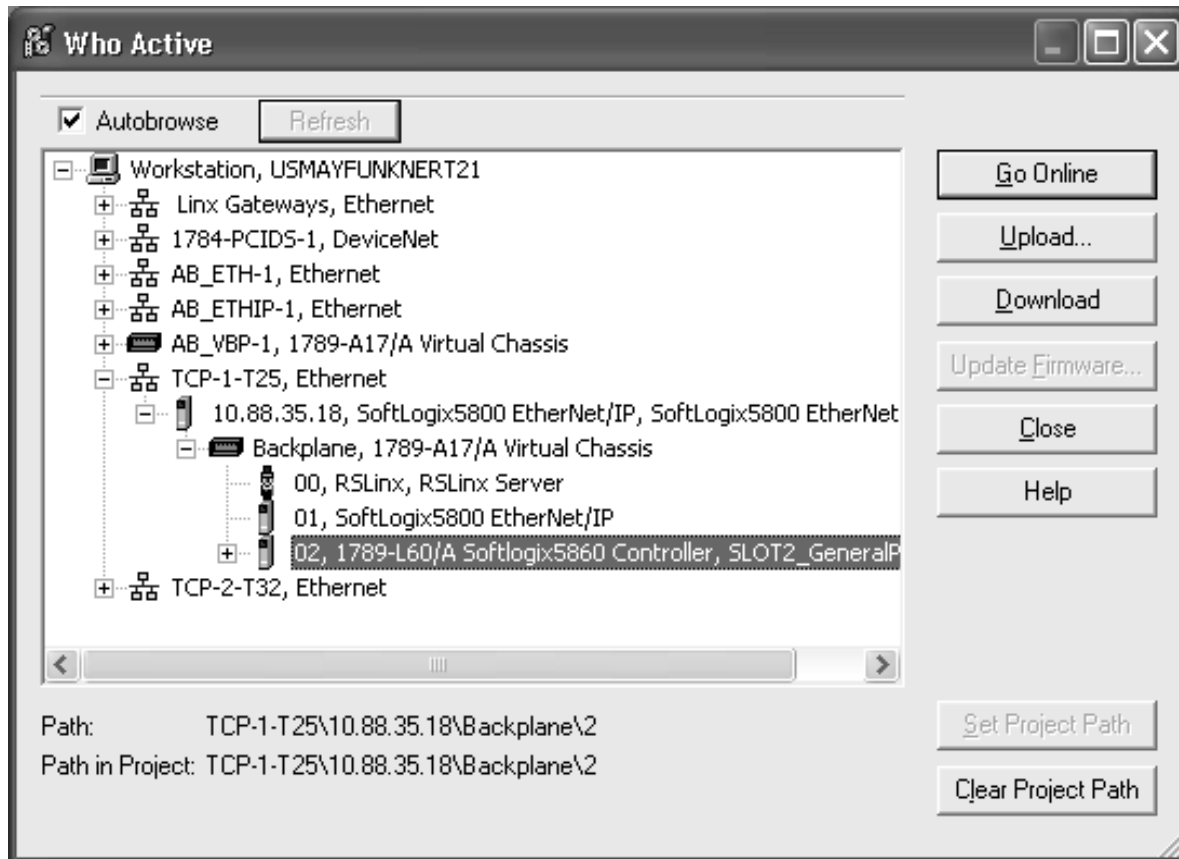 Who Active
Autobrowse
Refresh
Workstation, USMAYFUNKNERT21
Linx Gateways, Ethernet
1784-PCIDS-1, DeviceNet
AB_ETH-1, Ethernet
AB_ETHIP-1, Ethernet
AB_VBP-1, 1789-A17/A Virtual Chassis
TCP-1-T25, Ethernet
10.88.35.18, SoftLogix5800 EtherNet/IP, SoftLogix5800 EtherNet
Backplane, 1789-A17/A Virtual Chassis
00, RSLinx, RSLinx Server
01, SoftLogix5800 EtherNet/IP
02, 1789-L60/A Softlogix5860 Controller, SLOT2_GeneralP
TCP-2-T32, Ethernet
Go Online
Upload...
Download
Update Firmware...
Close
Help
Path: TCP-1-T25\10.88.35.18\Backplane\2
Path in Project: TCP-1-T25\10.88.35.18\Backplane\2
Set Project Path
Clear Project Path